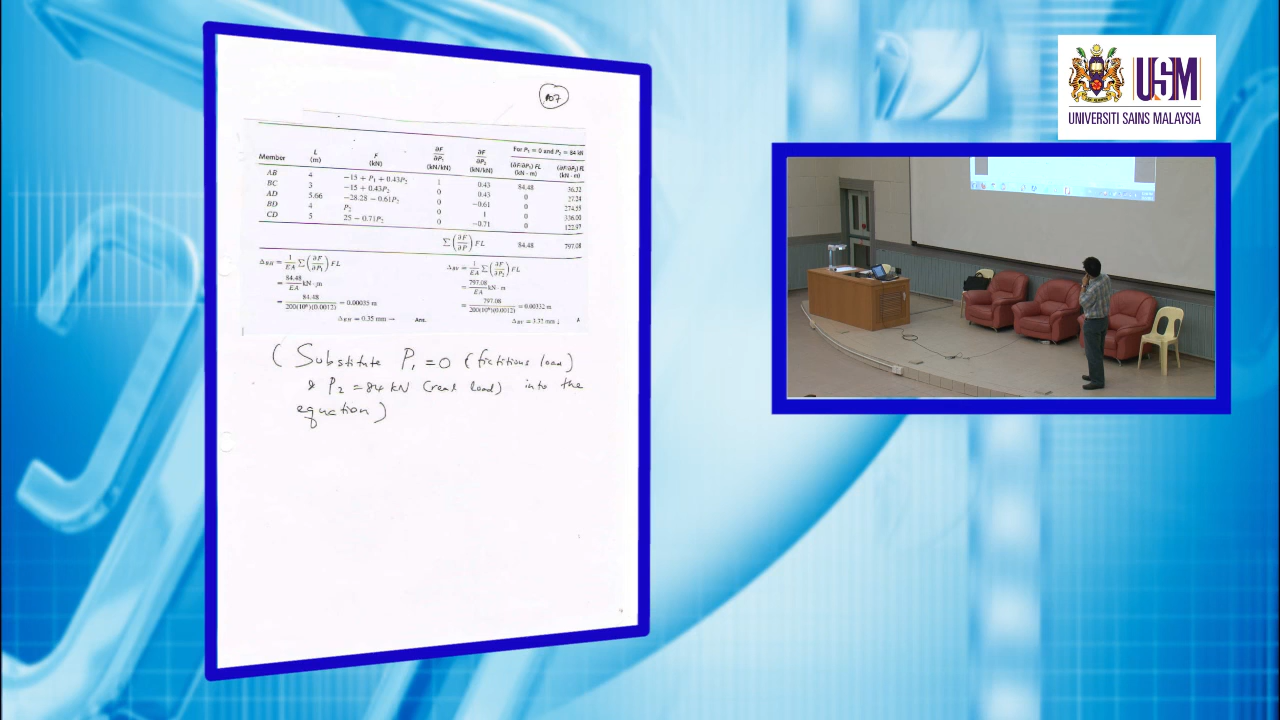 107
Member L (m) F (kN) ∂F/∂P₁ (kN/kN) ∂F/∂P₂ (kN/kN) For P₁ = 0 and P₂ = 84 kN (∂F/∂P₁) FL (kN · m) (∂F/∂P₂) FL (kN · m)
AB 4 −15 + P₁ + 0.43P₂ 1 0.43 84.48 36.32
BC 3 −15 + 0.43P₂ 0 0.43 0 27.24
AD 5.66 −28.28 − 0.61P₂ 0 −0.61 0 274.55
BD 4 P₂ 0 1 0 336.00
CD 5 25 − 0.71P₂ 0 −0.71 0 122.97
∑(∂F/∂P) FL 84.48 797.08
Δ_BH = 1/EA ∑(∂F/∂P₁) FL
= 84.48/EA kN · m
= 84.48/200(10⁶)(0.0012) = 0.00035 m
Δ_BH = 0.35 mm → Ans.
Δ_BV = 1/EA ∑(∂F/∂P₂) FL
= 797.08/EA kN · m
= 797.08/200(10⁶)(0.0012) = 0.00332 m
Δ_BV = 3.32 mm ↓ A
( Substitute P₁ = 0 (fictitious load)
& P₂ = 84 kN (real load) into the
equation )
USM
UNIVERSITI SAINS MALAYSIA